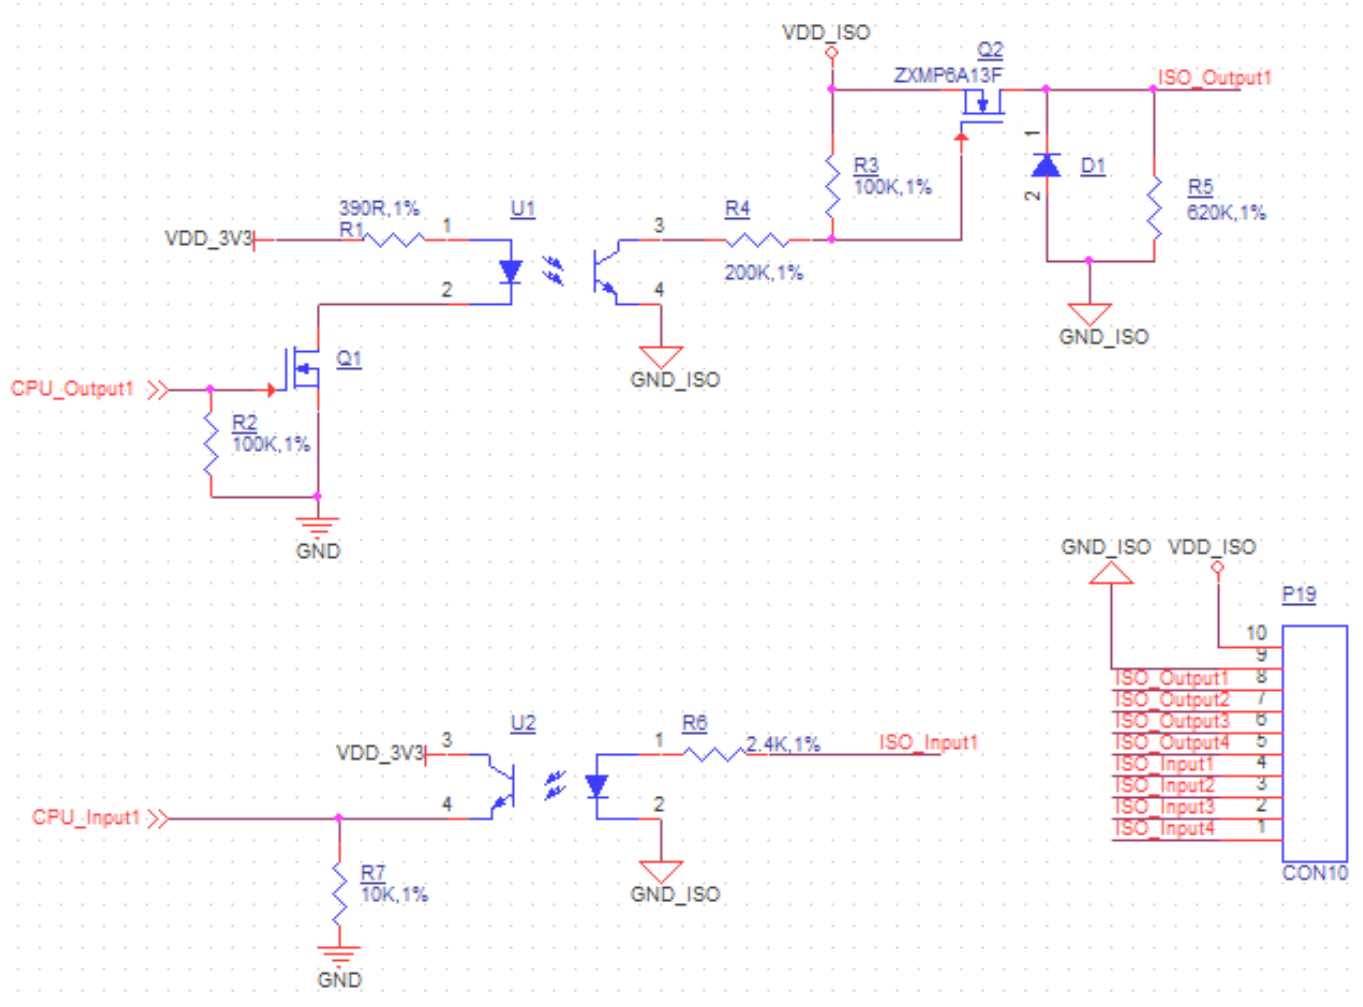 VDD_ISO
Q2
ZXMP6A13F
ISO_Output1
1
D1
2
R3
100K,1%
R5
620K,1%
390R,1%
R1
VDD_3V3
1
U1
2
3
4
R4
200K,1%
GND_ISO
GND_ISO
CPU_Output1
Q1
R2
100K,1%
GND
GND_ISO
VDD_ISO
P19
10
9
ISO_Output1 8
ISO_Output2 7
ISO_Output3 6
ISO_Output4 5
ISO_Input1 4
ISO_Input2 3
ISO_Input3 2
ISO_Input4 1
CON10
VDD_3V3
3
U2
1
R6
2.4K,1%
ISO_Input1
CPU_Input1
4
2
R7
10K,1%
GND_ISO
GND